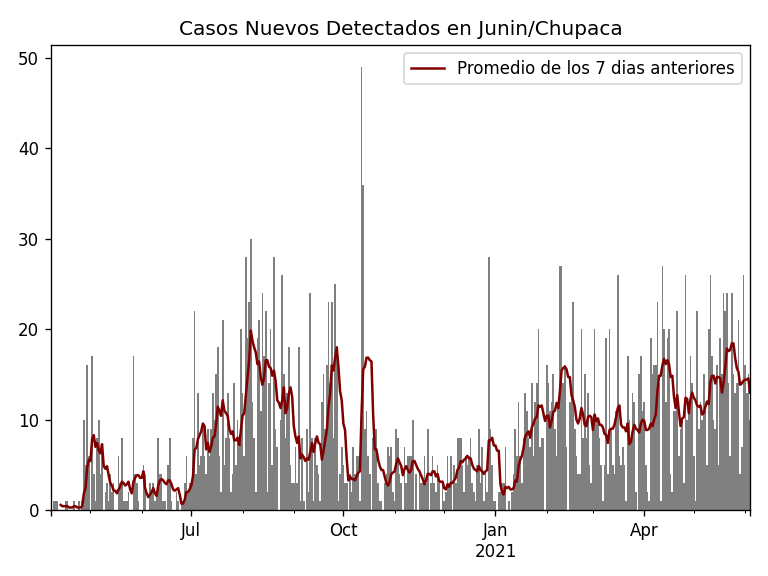 Casos Nuevos Detectados en Junin/Chupaca
Promedio de los 7 dias anteriores
50
40
30
20
10
0
Jul
Oct
Jan
2021
Apr